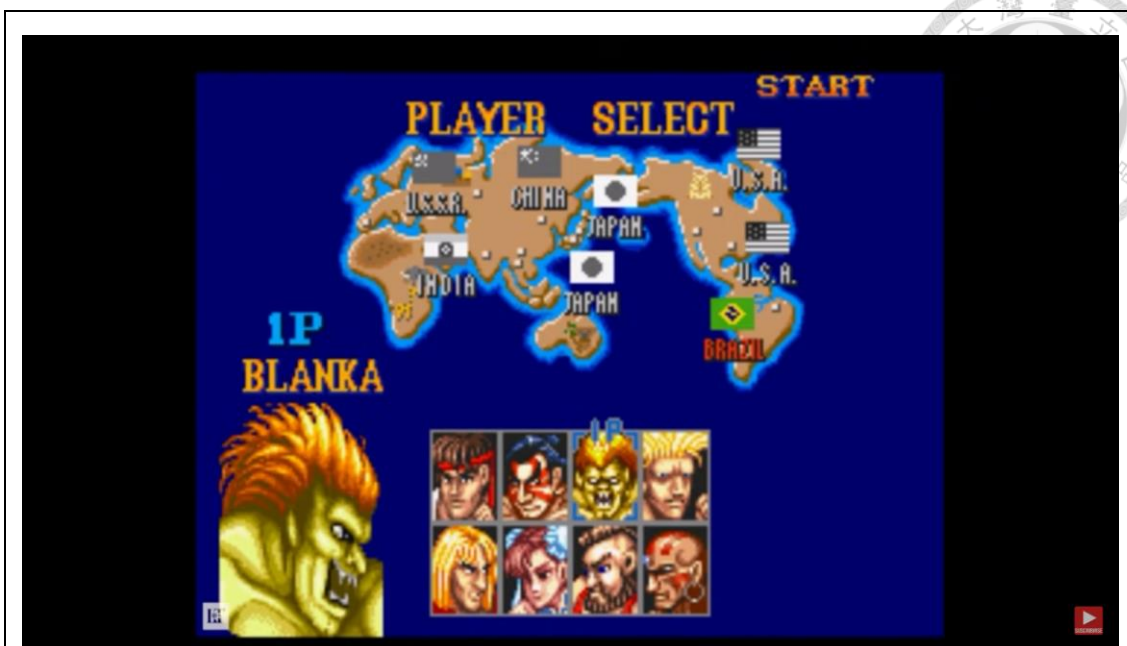 START
PLAYER SELECT
U.S.A.
U.S.S.R.
CHINA
JAPAN
U.S.A.
INDIA
JAPAN
BRAZIL
1P
BLANKA
1P